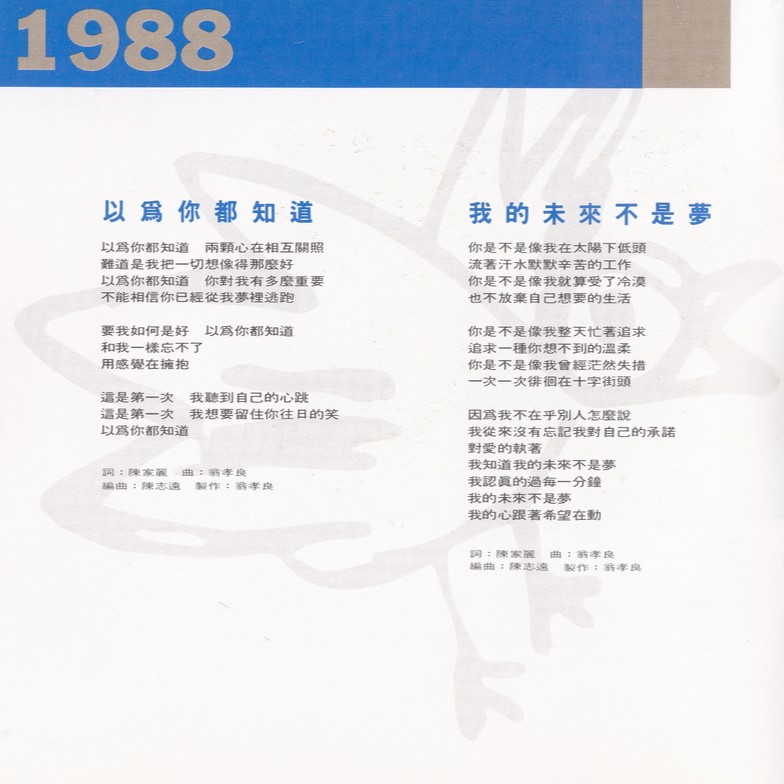 1988
以爲你都知道
以爲你都知道　兩顆心在相互關照
難道是我把一切想像得那麼好
以爲你都知道　你對我有多麼重要
不能相信你已經從我夢裡逃跑
要我如何是好　以爲你都知道
和我一樣忘不了
用感覺在擁抱
這是第一次　我聽到自己的心跳
這是第一次　我想要留住你往日的笑
以爲你都知道
詞：陳家麗　曲：翁孝良
編曲：陳志遠　製作：翁孝良
我的未來不是夢
你是不是像我在太陽下低頭
流著汗水默默辛苦的工作
你是不是像我就算受了冷漠
也不放棄自己想要的生活
你是不是像我整天忙著追求
追求一種你想不到的溫柔
你是不是像我曾經茫然失措
一次一次徘徊在十字街頭
因爲我不在乎別人怎麼說
我從來沒有忘記我對自己的承諾
對愛的執著
我知道我的未來不是夢
我認眞的過每一分鐘
我的未來不是夢
我的心跟著希望在動
詞：陳家麗　曲：翁孝良
編曲：陳志遠　製作：翁孝良